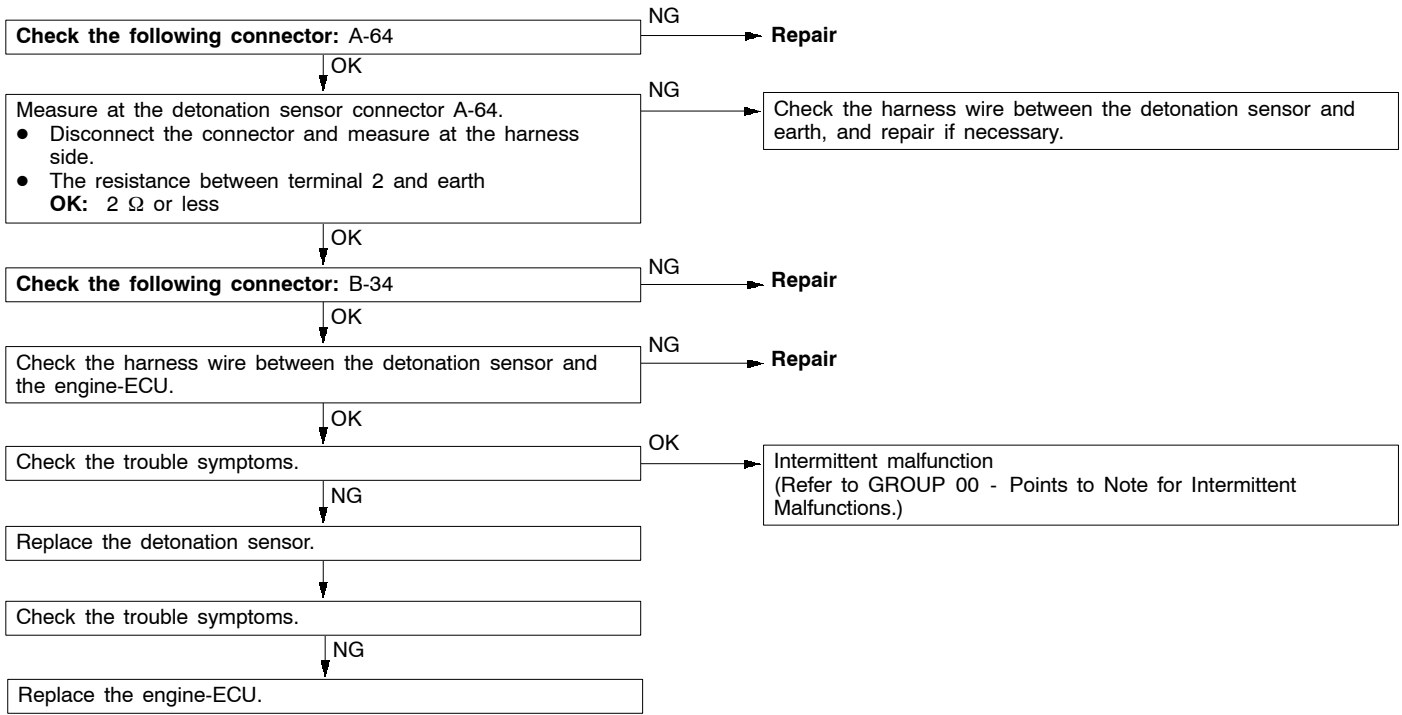 NG
Check the following connector: A-64
Repair
OK
NG
Measure at the detonation sensor connector A-64.
● Disconnect the connector and measure at the harness
side.
● The resistance between terminal 2 and earth
OK: 2 Ω or less
Check the harness wire between the detonation sensor and
earth, and repair if necessary.
OK
NG
Check the following connector: B-34
Repair
OK
NG
Check the harness wire between the detonation sensor and
the engine-ECU.
Repair
OK
OK
Check the trouble symptoms.
Intermittent malfunction
(Refer to GROUP 00 - Points to Note for Intermittent
Malfunctions.)
NG
Replace the detonation sensor.
Check the trouble symptoms.
NG
Replace the engine-ECU.